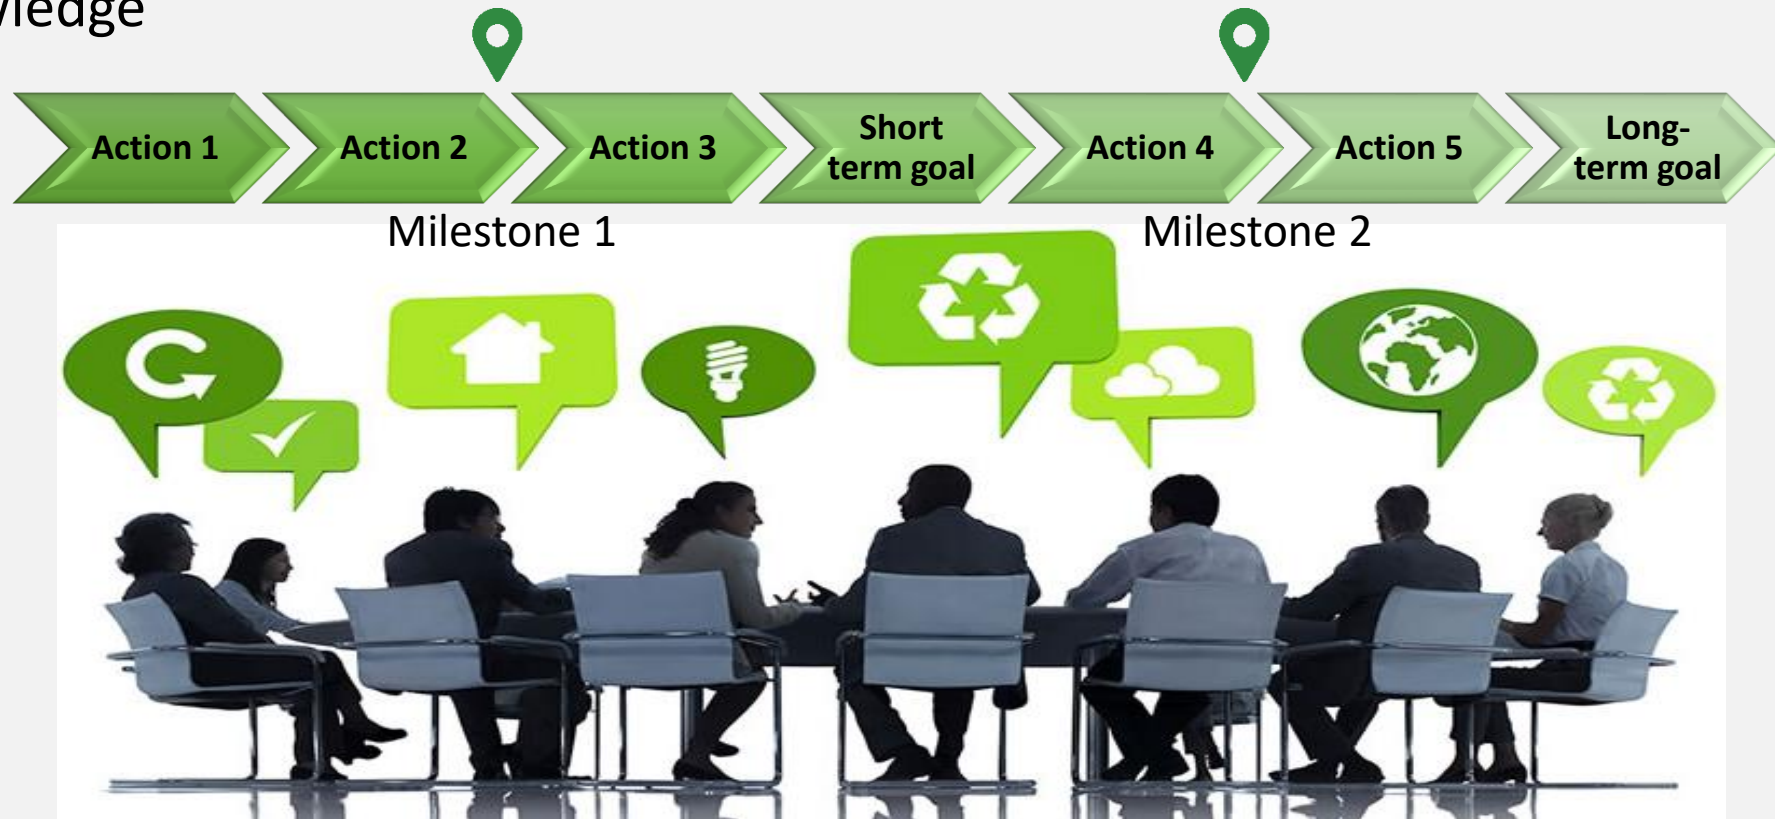 Action 1
Action 2
Action 3
Short
term goal
Action 4
Action 5
Long-
term goal
Milestone 1
Milestone 2